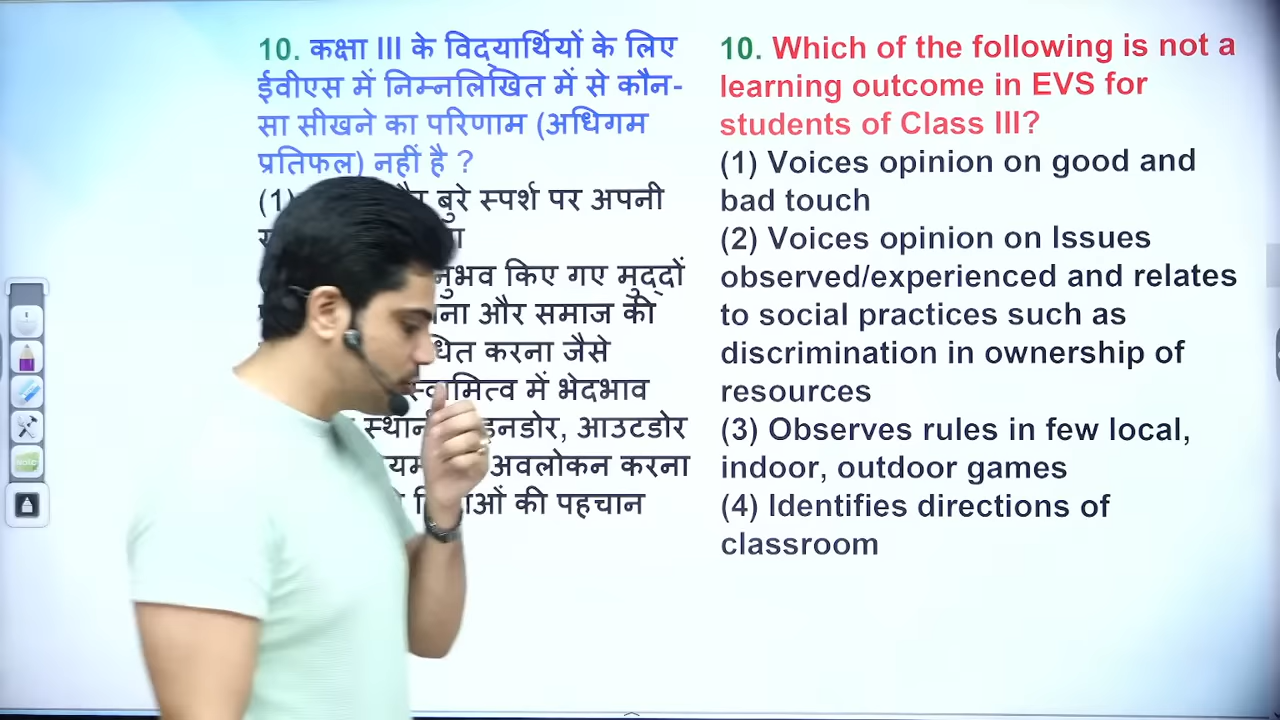 10. कक्षा III के विद्यार्थियों के लिए
ईवीएस में निम्नलिखित में से कौन-
सा सीखने का परिणाम (अधिगम
प्रतिफल) नहीं है ?
(1) बुरे स्पर्श पर अपनी
किए गए मुद्दों
और समाज की
करना जैसे
स्वामित्व में भेदभाव
इनडोर, आउटडोर
अवलोकन करना
की पहचान
10. Which of the following is not a
learning outcome in EVS for
students of Class III?
(1) Voices opinion on good and
bad touch
(2) Voices opinion on Issues
observed/experienced and relates
to social practices such as
discrimination in ownership of
resources
(3) Observes rules in few local,
indoor, outdoor games
(4) Identifies directions of
classroom